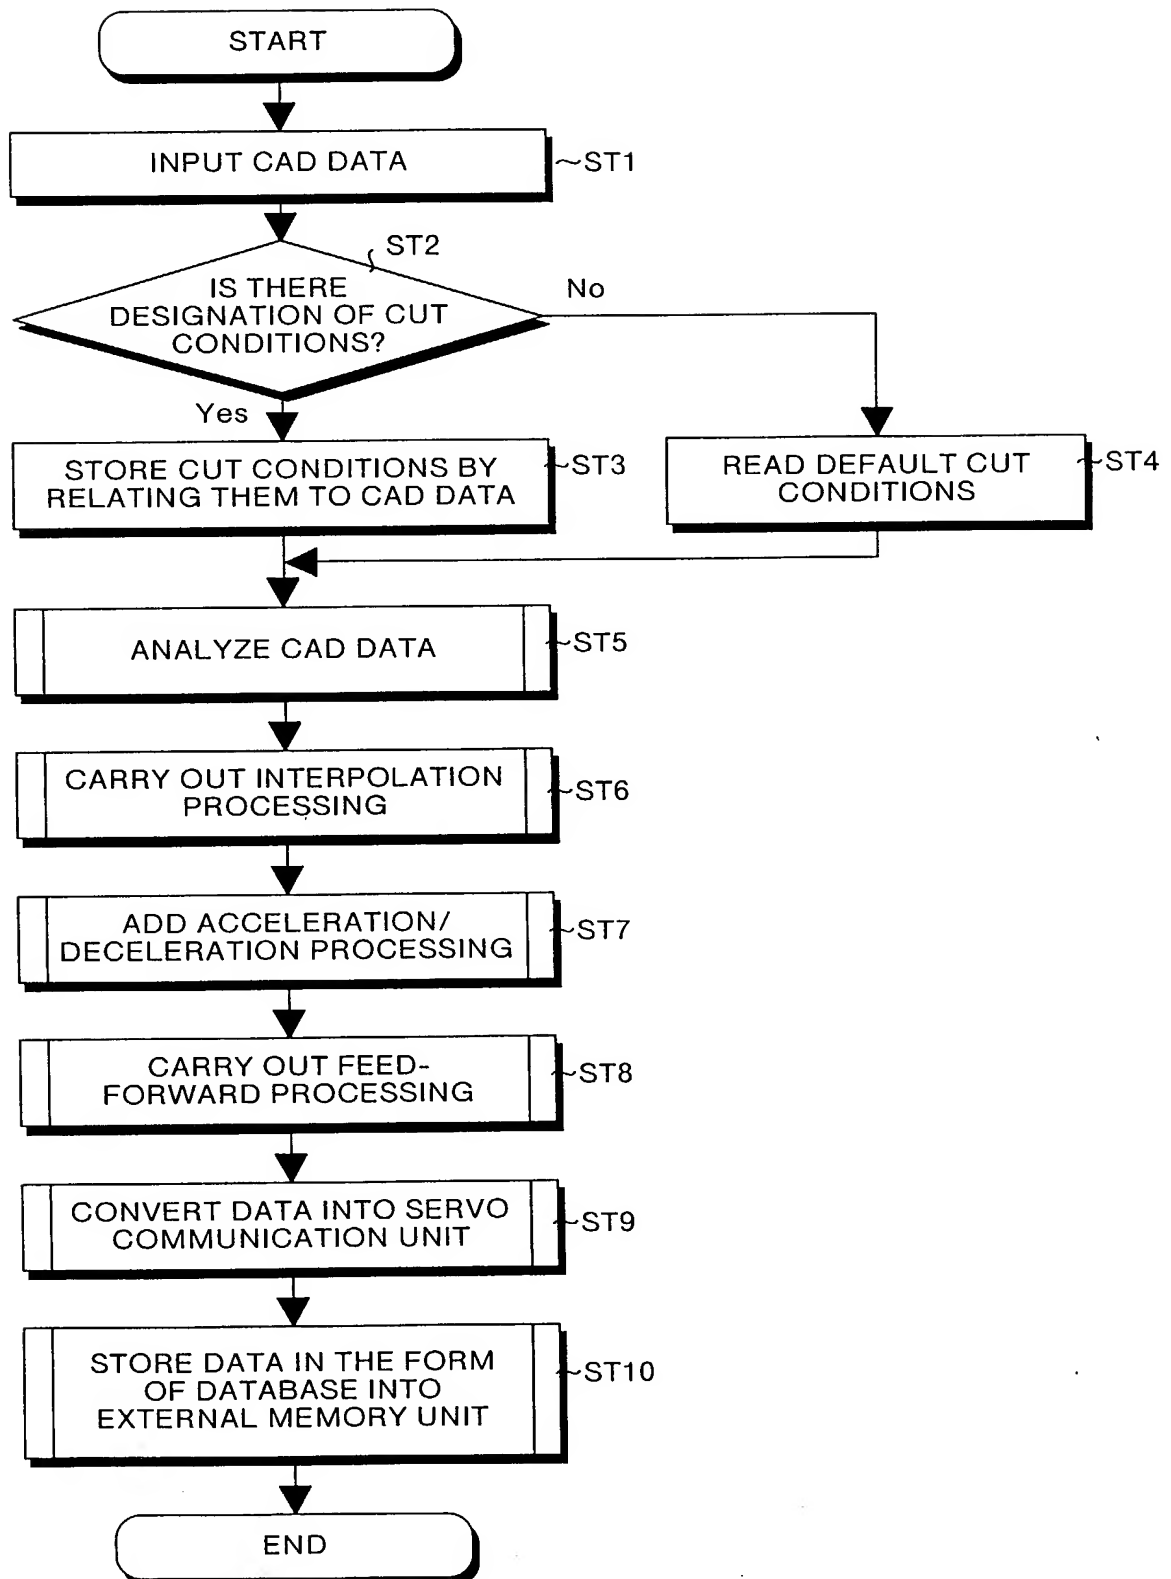 START
INPUT CAD DATA
~ST1
ST2
IS THERE
DESIGNATION OF CUT
CONDITIONS?
No
Yes
STORE CUT CONDITIONS BY
RELATING THEM TO CAD DATA
~ST3
READ DEFAULT CUT
CONDITIONS
~ST4
ANALYZE CAD DATA
~ST5
CARRY OUT INTERPOLATION
PROCESSING
~ST6
ADD ACCELERATION/
DECELERATION PROCESSING
~ST7
CARRY OUT FEED-
FORWARD PROCESSING
~ST8
CONVERT DATA INTO SERVO
COMMUNICATION UNIT
~ST9
STORE DATA IN THE FORM
OF DATABASE INTO
EXTERNAL MEMORY UNIT
~ST10
END